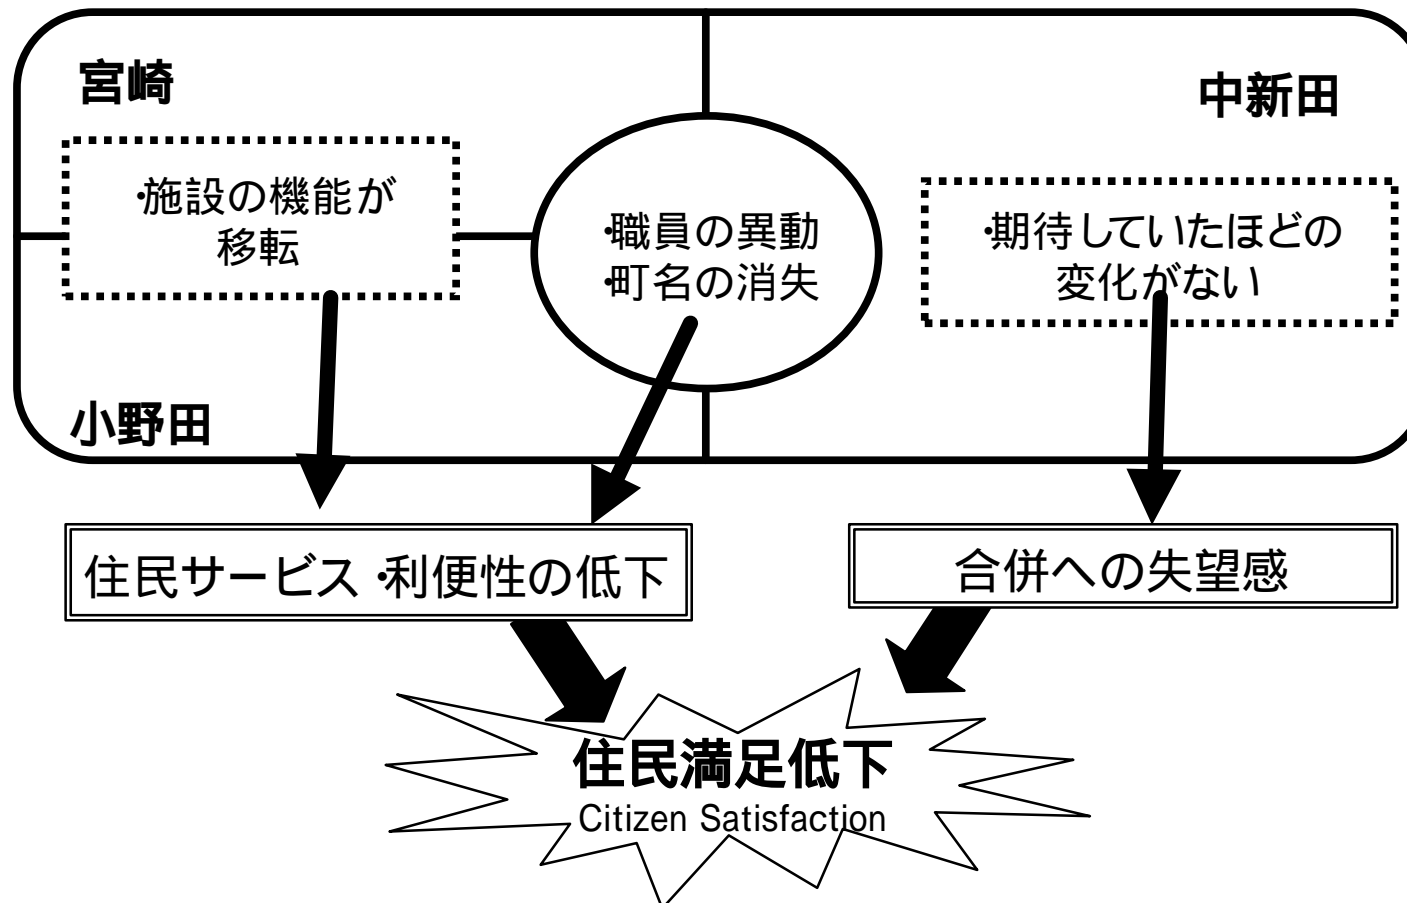 宮崎
中新田
・施設の機能が
移転
・職員の異動
・町名の消失
・期待していたほどの
変化がない
小野田
住民サービス・利便性の低下
合併への失望感
住民満足低下
Citizen Satisfaction